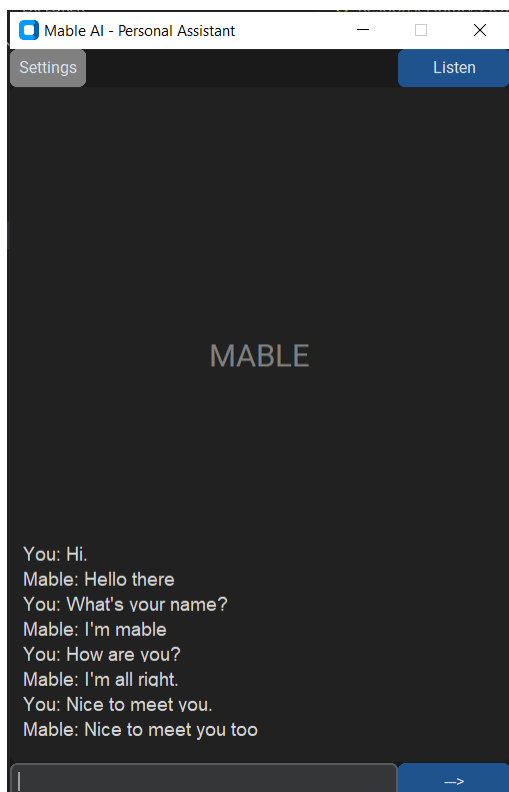 Mable AI - Personal Assistant
Settings
Listen
MABLE
You: Hi.
Mable: Hello there
You: What's your name?
Mable: I'm mable
You: How are you?
Mable: I'm all right.
You: Nice to meet you.
Mable: Nice to meet you too
--->